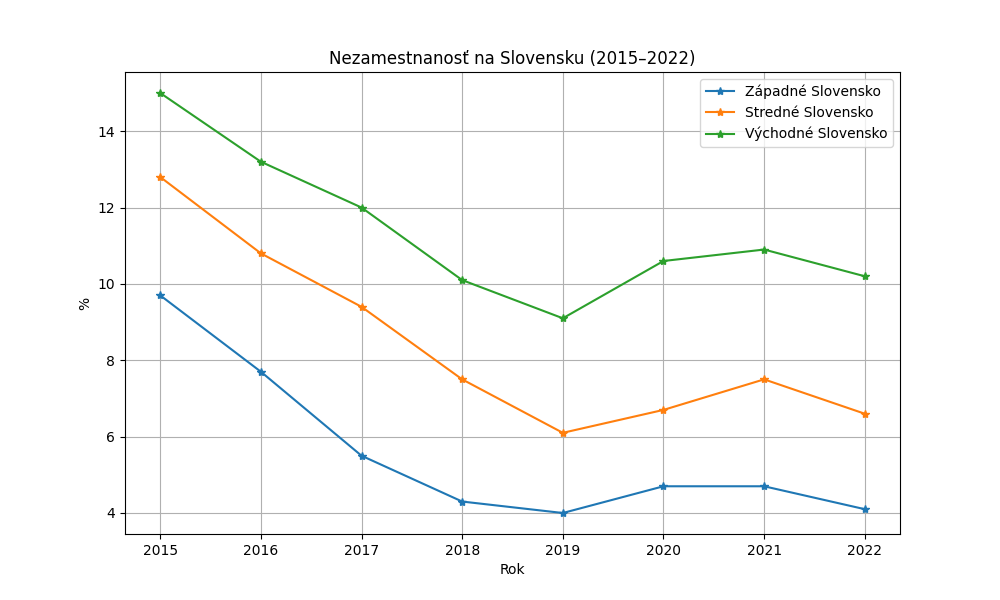 Nezamestnanosť na Slovensku (2015–2022)
Západné Slovensko
Stredné Slovensko
Východné Slovensko
14
12
10
8
6
4
%
2015 2016 2017 2018 2019 2020 2021 2022
Rok